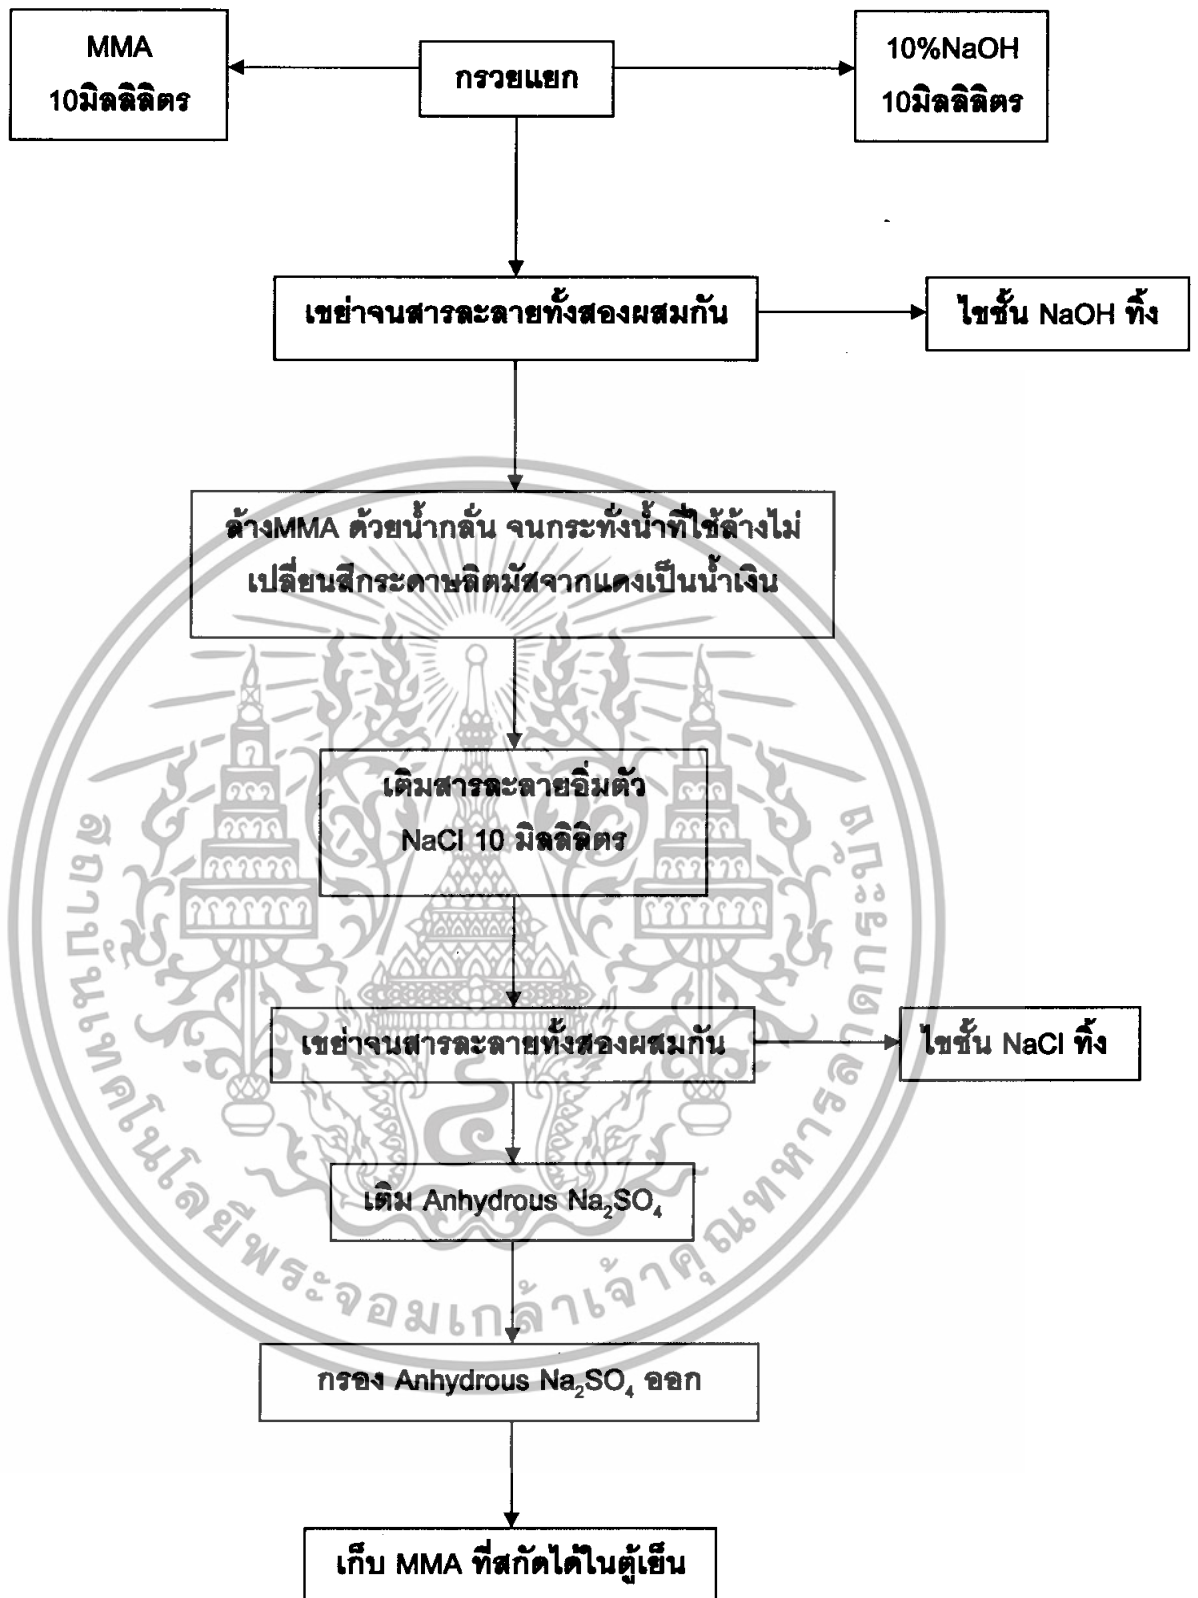 MMA
10มิลลิลิตร
กรวยแยก
10%NaOH
10มิลลิลิตร
เขย่าจนสารละลายทั้งสองผสมกัน
ไขชั้น NaOH ทิ้ง
ล้างMMA ด้วยน้ำกลั่น จนกระทั่งน้ำที่ใช้ล้างไม่
เปลี่ยนสีกระดาษลิตมัสจากแดงเป็นน้ำเงิน
เติมสารละลายอิ่มตัว
NaCl 10 มิลลิลิตร
เขย่าจนสารละลายทั้งสองผสมกัน
ไขชั้น NaCl ทิ้ง
เติม Anhydrous Na₂SO₄
กรอง Anhydrous Na₂SO₄ ออก
เก็บ MMA ที่สกัดได้ในตู้เย็น
สถาบันเทคโนโลยีพระจอมเกล้าเจ้าคุณทหารลาดกระบัง